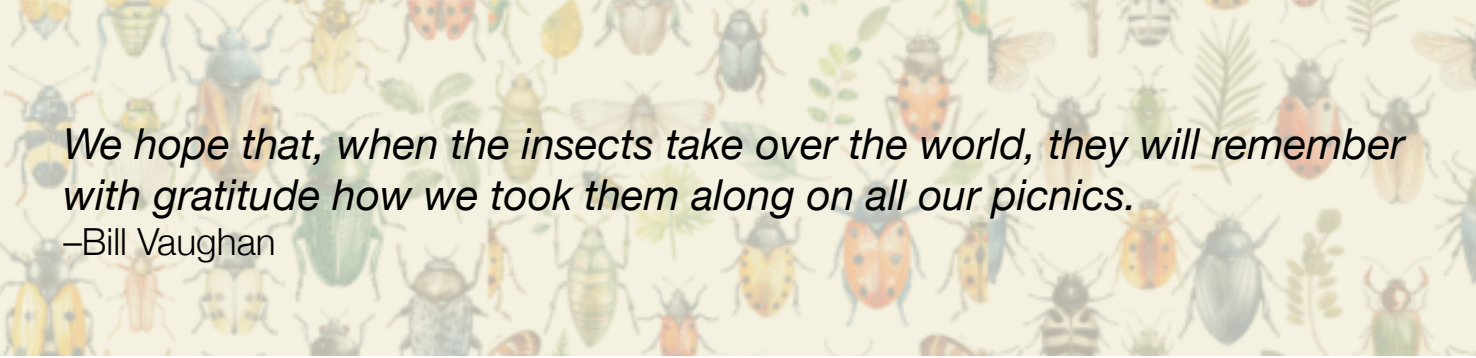 We hope that, when the insects take over the world, they will remember
with gratitude how we took them along on all our picnics.
–Bill Vaughan